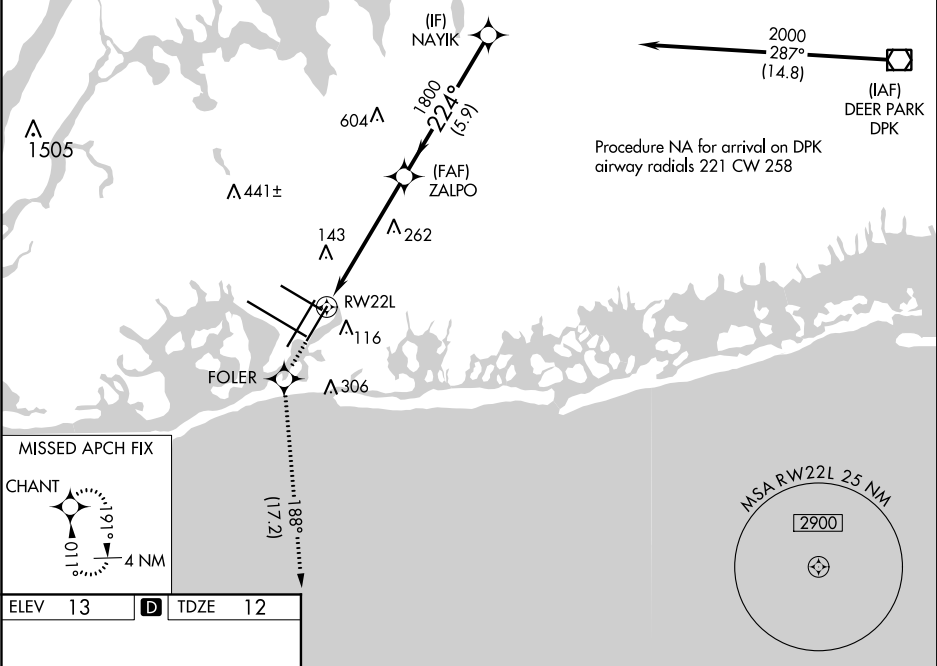 (IF)
NAYIK
2000
287°
(14.8)
(IAF)
DEER PARK
DPK
1800
224°
(5.9)
604
1505
Procedure NA for arrival on DPK
airway radials 221 CW 258
(FAF)
ZALPO
441±
262
143
RW22L
116
FOLER
306
188°
(17.2)
MISSED APCH FIX
CHANT
191°
011°
4 NM
MSA RW22L 25 NM
2900
ELEV 13 D TDZE 12